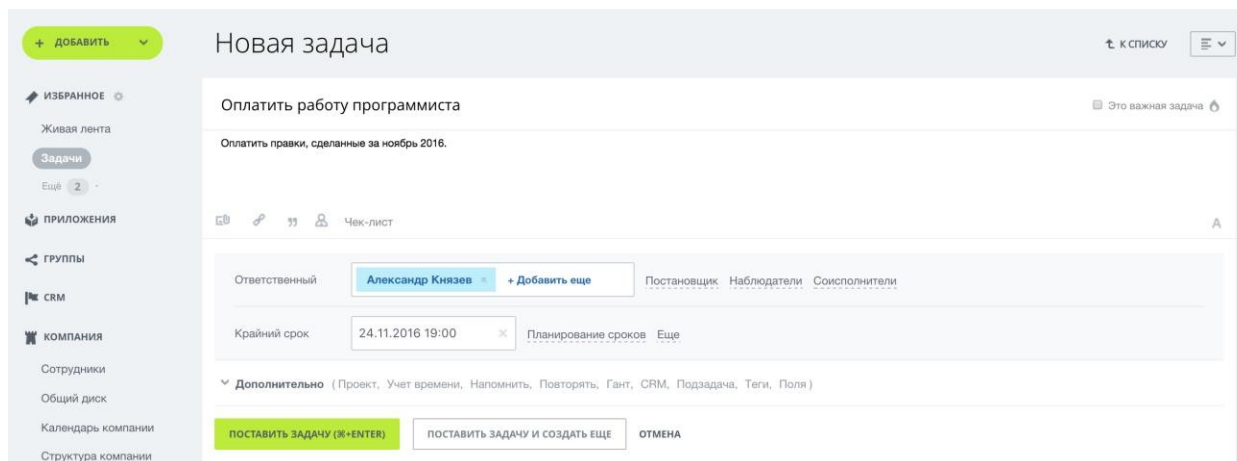 + ДОБАВИТЬ
Новая задача
К СПИСКУ
ИЗБРАННОЕ
Живая лента
Задачи
Ещё 2
ПРИЛОЖЕНИЯ
ГРУППЫ
CRM
КОМПАНИЯ
Сотрудники
Общий диск
Календарь компании
Структура компании
Оплатить работу программиста
Это важная задача
Оплатить правки, сделанные за ноябрь 2016.
Чек-лист
A
Ответственный Александр Князев × + Добавить еще Постановщик Наблюдатели Соисполнители
Крайний срок 24.11.2016 19:00 × Планирование сроков Еще
Дополнительно (Проект, Учет времени, Напомнить, Повторять, Гант, CRM, Подзадача, Теги, Поля)
ПОСТАВИТЬ ЗАДАЧУ (⌘+ENTER) ПОСТАВИТЬ ЗАДАЧУ И СОЗДАТЬ ЕЩЕ ОТМЕНА